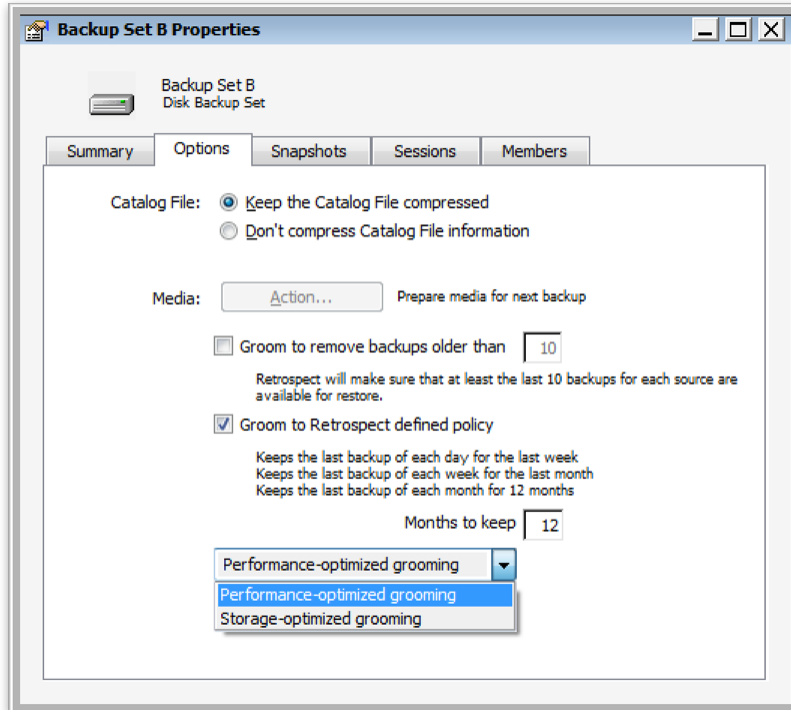 Backup Set B Properties
Backup Set B
Disk Backup Set
Summary Options Snapshots Sessions Members
Catalog File: Keep the Catalog File compressed
Don't compress Catalog File information
Media: Action... Prepare media for next backup
Groom to remove backups older than 10
Retrospect will make sure that at least the last 10 backups for each source are
available for restore.
Groom to Retrospect defined policy
Keeps the last backup of each day for the last week
Keeps the last backup of each week for the last month
Keeps the last backup of each month for 12 months
Months to keep 12
Performance-optimized grooming
Performance-optimized grooming
Storage-optimized grooming